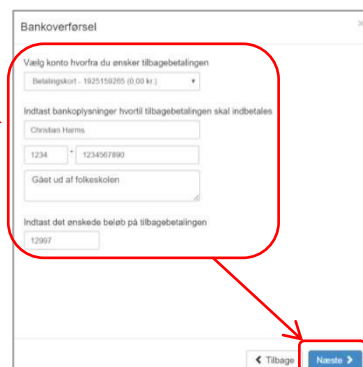 Bankoverførsel ×
Vælg konto hvorfra du ønsker tilbagebetalingen
Betalingskort - 1925159265 (0,00 kr.)
Indtast bankoplysninger hvortil tilbagebetalingen skal indbetales
Christian Harms
1234 * 1234567890
Gået ud af folkeskolen
Indtast det ønskede beløb på tilbagebetalingen
12997
Tilbage Næste